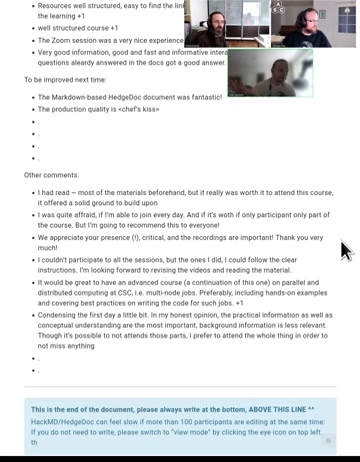 Resources well structured, easy to find the lin
the learning +1
well structured course +1
The Zoom session was a very nice experience
Very good information, good and fast and informative intera
questions aleardy answered in the docs got a good answer.
To be improved next time:
The Markdown-based HedgeDoc document was fantastic!
The production quality is <chef's kiss>
.
.
.
.
Other comments:
I had read ~ most of the materials beforehand, but it really was worth it to attend this course,
it offered a solid ground to build upon
I was quite affraid, if I'm able to join every day. And if it's woth if only participant only part of
the course. But I'm going to recommend this to everyone!
We appreciate your presence (!), critical, and the recordings are important! Thank you very
much!
I couldn't participate to all the sessions, but the ones I did, I could follow the clear
instructions. I'm looking forward to revising the videos and reading the material.
It would be great to have an advanced course (a continuation of this one) on parallel and
distributed computing at CSC, i.e. multi-node jobs. Preferably, including hands-on examples
and covering best practices on writing the code for such jobs. +1
Condensing the first day a little bit. In my honest opinion, the practical information as well as
conceptual understanding are the most important, background information is less relevant.
Though it's possible to not attends those parts, I prefer to attend the whole thing in order to
not miss anything
.
.
This is the end of the document, please always write at the bottom, ABOVE THIS LINE ^^
HackMD/HedgeDoc can feel slow if more than 100 participants are editing at the same time:
If you do not need to write, please switch to "view mode" by clicking the eye icon on top left.
th